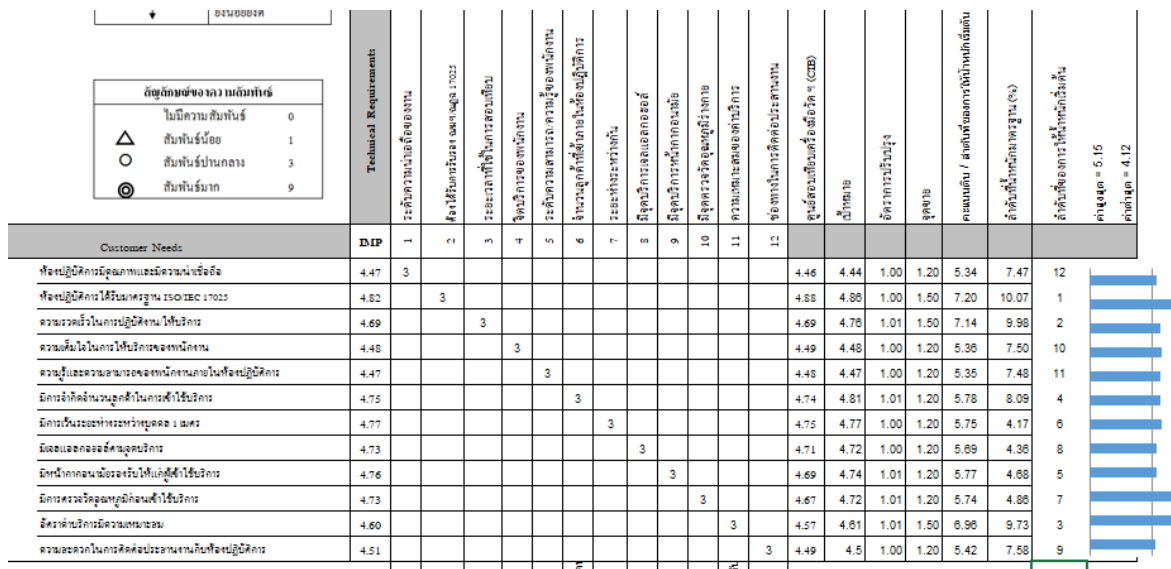 สัญลักษณ์ของความสัมพันธ์
ไม่มีความสัมพันธ์ 0
สัมพันธ์น้อย 1
สัมพันธ์ปานกลาง 3
สัมพันธ์มาก 9
Technical Requirements
ระดับความน่าเชื่อถือของงาน
ห้องได้รับการรับรอง 17025
ระยะเวลาที่ใช้ในการสอบเทียบ
จิตบริการของพนักงาน
ระดับความสามารถ/ความรู้ของพนักงาน
จำนวนลูกค้าที่เข้าภายในห้องปฏิบัติการ
ระยะห่างระหว่างกัน
มีจุดบริการเจลแอลกอฮอล์
มีจุดบริการหน้ากากอนามัย
มีจุดตรวจวัดอุณหภูมิร่างกาย
ความเหมาะสมของค่าบริการ
ช่องทางในการติดต่อประสานงาน
ศูนย์สอบเทียบเครื่องมือวัด ฯ (CIB)
เป้าหมาย
อัตราการปรับปรุง
จุดขาย
คะแนนดิบ / ลำดับที่ของการให้น้ำหนักเริ่มต้น
ลำดับที่น้ำหนักมาตรฐาน (%)
ลำดับที่ของการให้น้ำหนักเริ่มต้น
ค่าสูงสุด = 5.15
ค่าต่ำสุด = 4.12
Customer Needs IMP 1 2 3 4 5 6 7 8 9 10 11 12
ห้องปฏิบัติการมีคุณภาพและมีความน่าเชื่อถือ 4.47 3 4.46 4.44 1.00 1.20 5.34 7.47 12
ห้องปฏิบัติการได้รับมาตรฐาน ISO/IEC 17025 4.82 3 4.88 4.86 1.00 1.50 7.20 10.07 1
ความรวดเร็วในการปฏิบัติงาน/ให้บริการ 4.69 3 4.69 4.76 1.01 1.50 7.14 9.98 2
ความเต็มใจในการให้บริการของพนักงาน 4.48 3 4.49 4.48 1.00 1.20 5.36 7.50 10
ความรู้และความสามารถของพนักงานภายในห้องปฏิบัติการ 4.47 3 4.48 4.47 1.00 1.20 5.35 7.48 11
มีการจำกัดจำนวนลูกค้าในการเข้าใช้บริการ 4.75 3 4.74 4.81 1.01 1.20 5.78 8.09 4
มีการเว้นระยะห่างระหว่างบุคคล 1 เมตร 4.77 3 4.75 4.77 1.00 1.20 5.75 4.17 6
มีเจลแอลกอฮอล์ตามจุดบริการ 4.73 3 4.71 4.72 1.00 1.20 5.69 4.36 8
มีหน้ากากอนามัยรองรับให้แก่ผู้เข้าใช้บริการ 4.76 3 4.69 4.74 1.01 1.20 5.77 4.68 5
มีการตรวจวัดอุณหภูมิก่อนเข้าใช้บริการ 4.73 3 4.67 4.72 1.01 1.20 5.74 4.86 7
อัตราค่าบริการมีความเหมาะสม 4.60 3 4.57 4.61 1.01 1.50 6.96 9.73 3
ความสะดวกในการติดต่อประสานงานกับห้องปฏิบัติการ 4.51 3 4.49 4.5 1.00 1.20 5.42 7.58 9